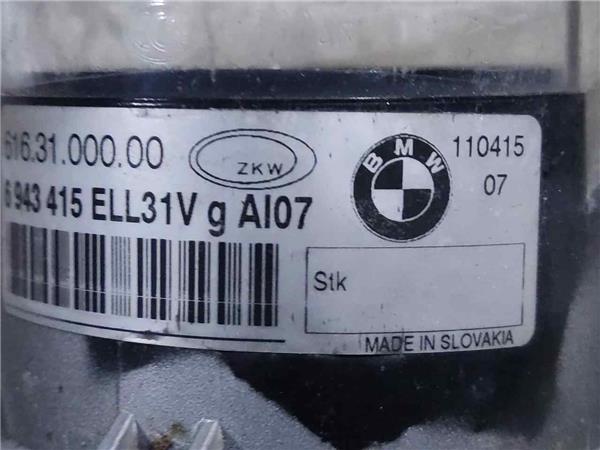 616.31.000.00
ZKW
BMW
110415
07
6 943 415 ELL31V g AI07
Stk
MADE IN SLOVAKIA